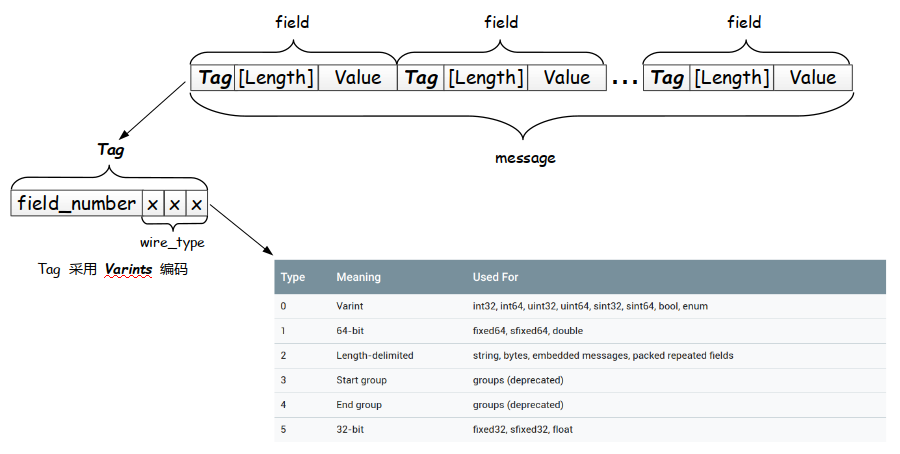 field field field
Tag [Length] Value Tag [Length] Value ... Tag [Length] Value
message
Tag
field_number x x x
wire_type
Tag 采用 Varints 编码
Type Meaning Used For
0 Varint int32, int64, uint32, uint64, sint32, sint64, bool, enum
1 64-bit fixed64, sfixed64, double
2 Length-delimited string, bytes, embedded messages, packed repeated fields
3 Start group groups (deprecated)
4 End group groups (deprecated)
5 32-bit fixed32, sfixed32, float